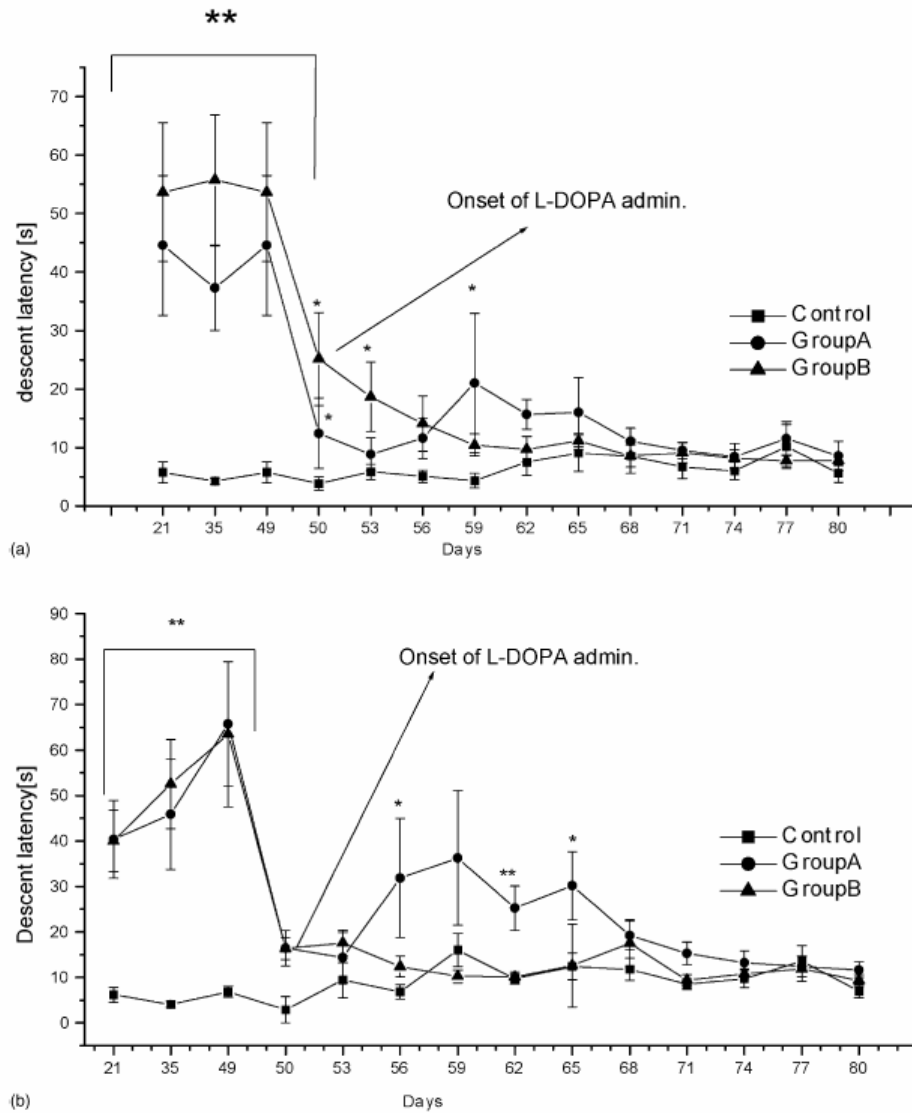 **
70
60
50
40
30
20
10
0
descent latency [s]
Onset of L-DOPA admin.
*
*
*
*
Control
GroupA
GroupB
21 35 49 50 53 56 59 62 65 68 71 74 77 80
Days
(a)
90
80
70
60
50
40
30
20
10
0
Descent latency[s]
**
Onset of L-DOPA admin.
*
**
*
Control
GroupA
GroupB
21 35 49 50 53 56 59 62 65 68 71 74 77 80
Days
(b)